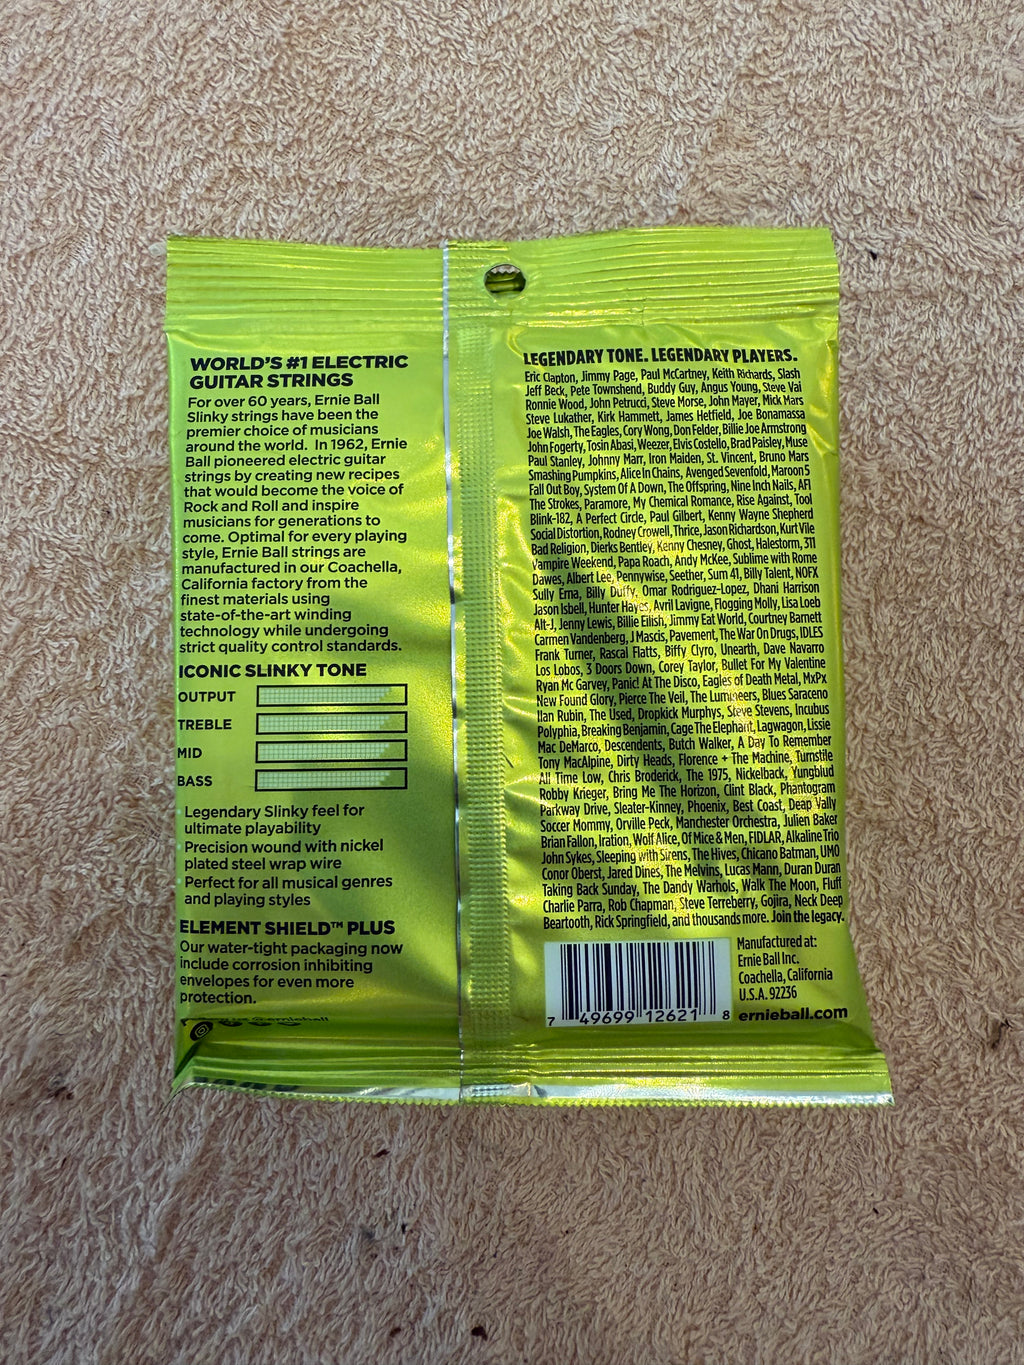 WORLD'S #1 ELECTRIC
GUITAR STRINGS
For over 60 years, Ernie Ball
Slinky strings have been the
premier choice of musicians
around the world. In 1962, Ernie
Ball pioneered electric guitar
strings by creating new recipes
that would become the voice of
Rock and Roll and inspire
musicians for generations to
come. Optimal for every playing
style, Ernie Ball strings are
manufactured in our Coachella,
California factory from the
finest materials using
state-of-the-art winding
technology while undergoing
strict quality control standards.
ICONIC SLINKY TONE
OUTPUT
TREBLE
MID
BASS
Legendary Slinky feel for
ultimate playability
Precision wound with nickel
plated steel wrap wire
Perfect for all musical genres
and playing styles
ELEMENT SHIELD™ PLUS
Our water-tight packaging now
include corrosion inhibiting
envelopes for even more
protection.
LEGENDARY TONE. LEGENDARY PLAYERS.
Eric Clapton, Jimmy Page, Paul McCartney, Keith Richards, Slash
Jeff Beck, Pete Townshend, Buddy Guy, Angus Young, Steve Vai
Ronnie Wood, John Petrucci, Steve Morse, John Mayer, Mick Mars
Steve Lukather, Kirk Hammett, James Hetfield, Joe Bonamassa
Joe Walsh, The Eagles, Cory Wong, Don Felder, Billie Joe Armstrong
John Fogerty, Tosin Abasi, Weezer, Elvis Costello, Brad Paisley, Muse
Paul Stanley, Johnny Marr, Iron Maiden, St. Vincent, Bruno Mars
Smashing Pumpkins, Alice In Chains, Avenged Sevenfold, Maroon 5
Fall Out Boy, System Of A Down, The Offspring, Nine Inch Nails, AFI
The Strokes, Paramore, My Chemical Romance, Rise Against, Tool
Blink-182, A Perfect Circle, Paul Gilbert, Kenny Wayne Shepherd
Social Distortion, Rodney Crowell, Thrice, Jason Richardson, Kurt Vile
Bad Religion, Dierks Bentley, Kenny Chesney, Ghost, Halestorm, 311
Vampire Weekend, Papa Roach, Andy McKee, Sublime with Rome
Dawes, Albert Lee, Pennywise, Seether, Sum 41, Billy Talent, NOFX
Sully Erna, Billy Duffy, Omar Rodriguez-Lopez, Dhani Harrison
Jason Isbell, Hunter Hayes, Avril Lavigne, Flogging Molly, Lisa Loeb
Alt-J, Jenny Lewis, Billie Eilish, Jimmy Eat World, Courtney Barnett
Carmen Vandenberg, J Mascis, Pavement, The War On Drugs, IDLES
Frank Turner, Rascal Flatts, Biffy Clyro, Unearth, Dave Navarro
Los Lobos, 3 Doors Down, Corey Taylor, Bullet For My Valentine
Ryan Mc Garvey, Panic! At The Disco, Eagles of Death Metal, MxPx
New Found Glory, Pierce The Veil, The Lumineers, Blues Saraceno
Ilan Rubin, The Used, Dropkick Murphys, Steve Stevens, Incubus
Polyphia, Breaking Benjamin, Cage The Elephant, Lagwagon, Lissie
Mac DeMarco, Descendents, Butch Walker, A Day To Remember
Tony MacAlpine, Dirty Heads, Florence + The Machine, Turnstile
All Time Low, Chris Broderick, The 1975, Nickelback, Yungblud
Robby Krieger, Bring Me The Horizon, Clint Black, Phantogram
Parkway Drive, Sleater-Kinney, Phoenix, Best Coast, Deap Vally
Soccer Mommy, Orville Peck, Manchester Orchestra, Julien Baker
Brian Fallon, Iration, Wolf Alice, Of Mice & Men, FIDLAR, Alkaline Trio
John Sykes, Sleeping with Sirens, The Hives, Chicano Batman, UMO
Conor Oberst, Jared Dines, The Melvins, Lucas Mann, Duran Duran
Taking Back Sunday, The Dandy Warhols, Walk The Moon, Fluff
Charlie Parra, Rob Chapman, Steve Terreberry, Gojira, Neck Deep
Beartooth, Rick Springfield, and thousands more. Join the legacy.
7 49699 12621 8
Manufactured at:
Ernie Ball Inc.
Coachella, California
U.S.A. 92236
ernieball.com